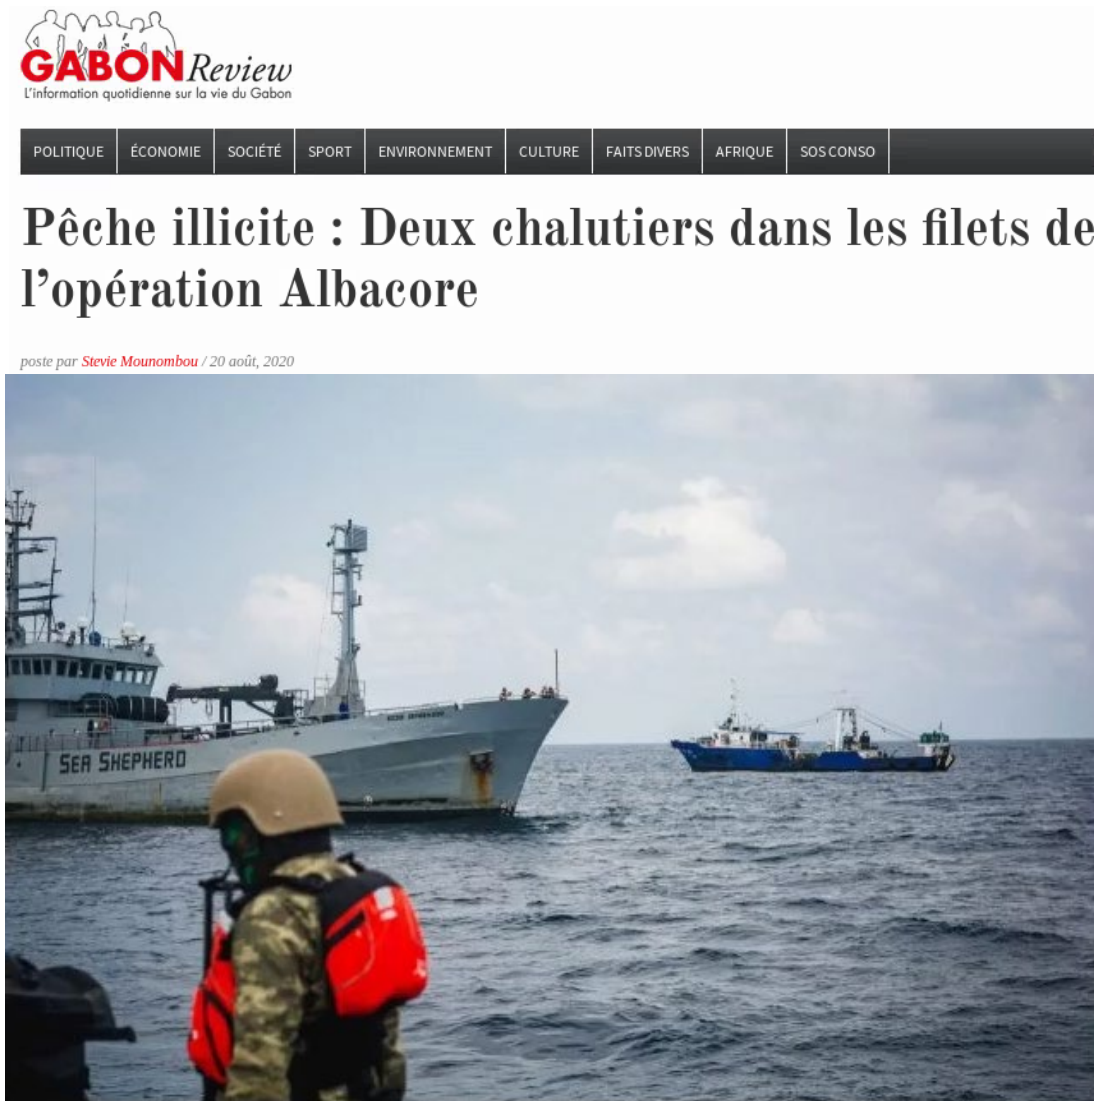 GABON Review
L'information quotidienne sur la vie du Gabon
POLITIQUE ÉCONOMIE SOCIÉTÉ SPORT ENVIRONNEMENT CULTURE FAITS DIVERS AFRIQUE SOS CONSO
Pêche illicite : Deux chalutiers dans les filets de
l’opération Albacore
poste par Stevie Mounombou / 20 août, 2020
SEA SHEPHERD